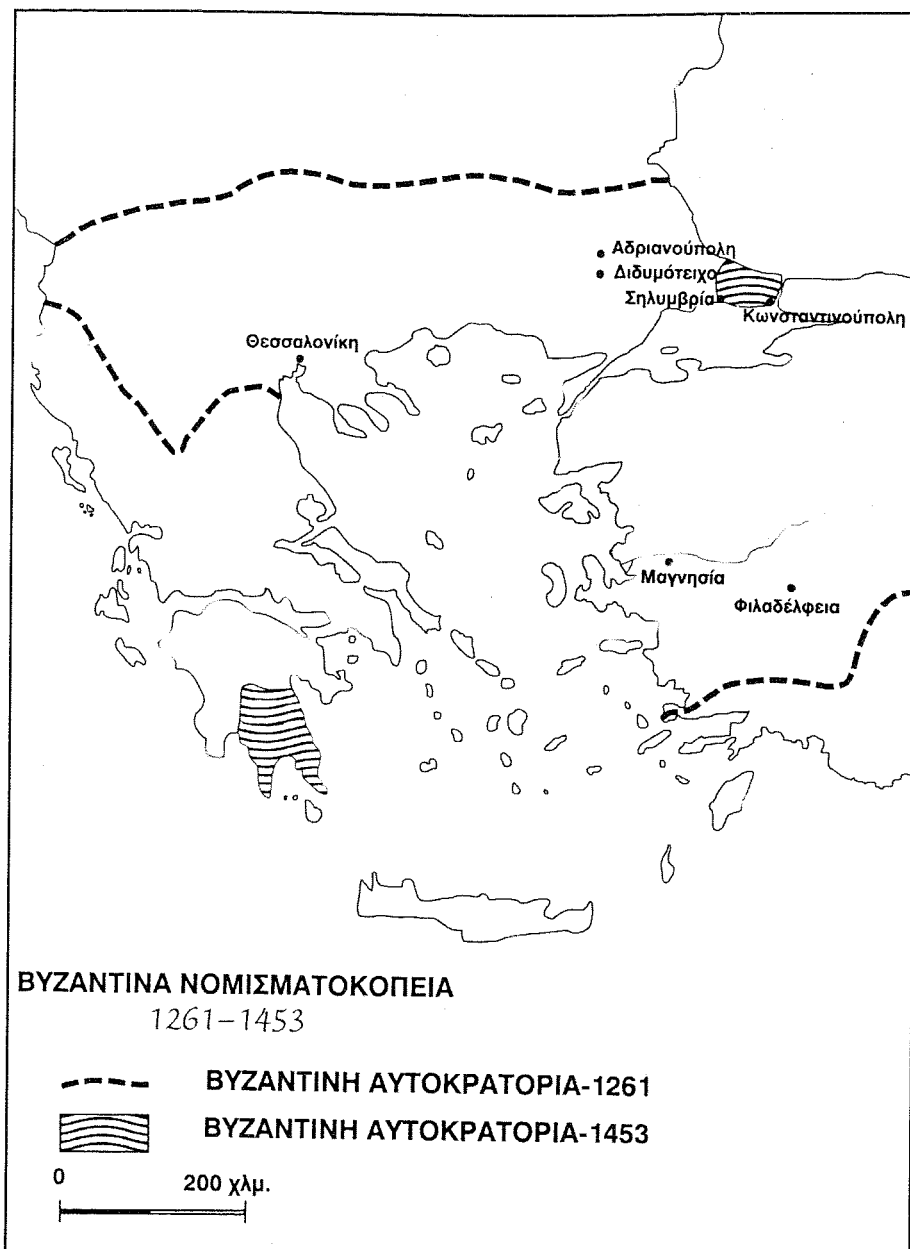 Αδριανούπολη
Διδυμότειχο
Σηλυμβρία
Κωνσταντινούπολη
Θεσσαλονίκη
Μαγνησία
Φιλαδέλφεια
ΒΥΖΑΝΤΙΝΑ ΝΟΜΙΣΜΑΤΟΚΟΠΕΙΑ
1261-1453
ΒΥΖΑΝΤΙΝΗ ΑΥΤΟΚΡΑΤΟΡΙΑ-1261
ΒΥΖΑΝΤΙΝΗ ΑΥΤΟΚΡΑΤΟΡΙΑ-1453
0 200 χλμ.